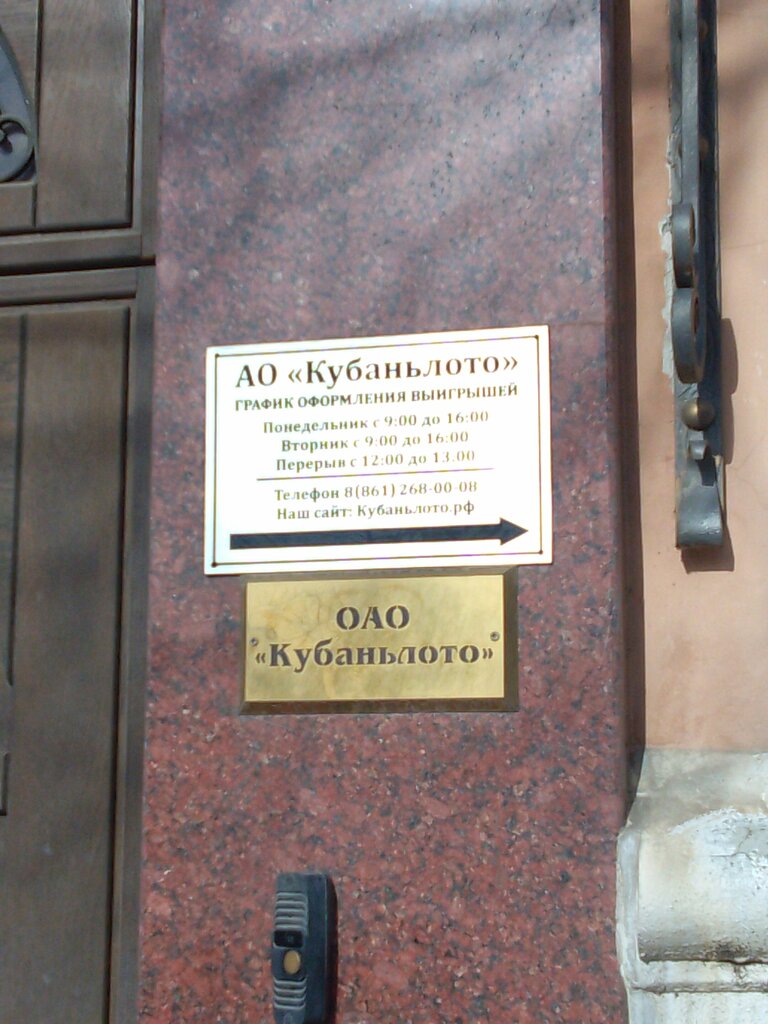 АО «Кубаньлото»
ГРАФИК ОФОРМЛЕНИЯ ВЫИГРЫШЕЙ
Понедельник с 9:00 до 16:00
Вторник с 9:00 до 16:00
Перерыв с 12:00 до 13.00
Телефон 8(861) 268-00-08
Наш сайт: Кубаньлото.рф
ОАО
«Кубаньлото»